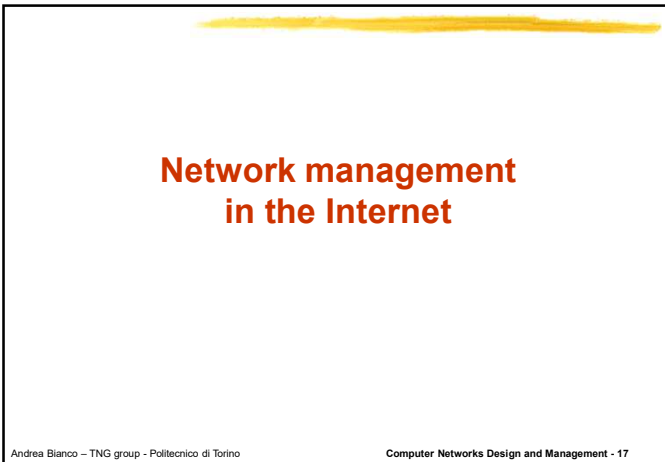 Network management
in the Internet
Andrea Bianco – TNG group - Politecnico di Torino
Computer Networks Design and Management - 17